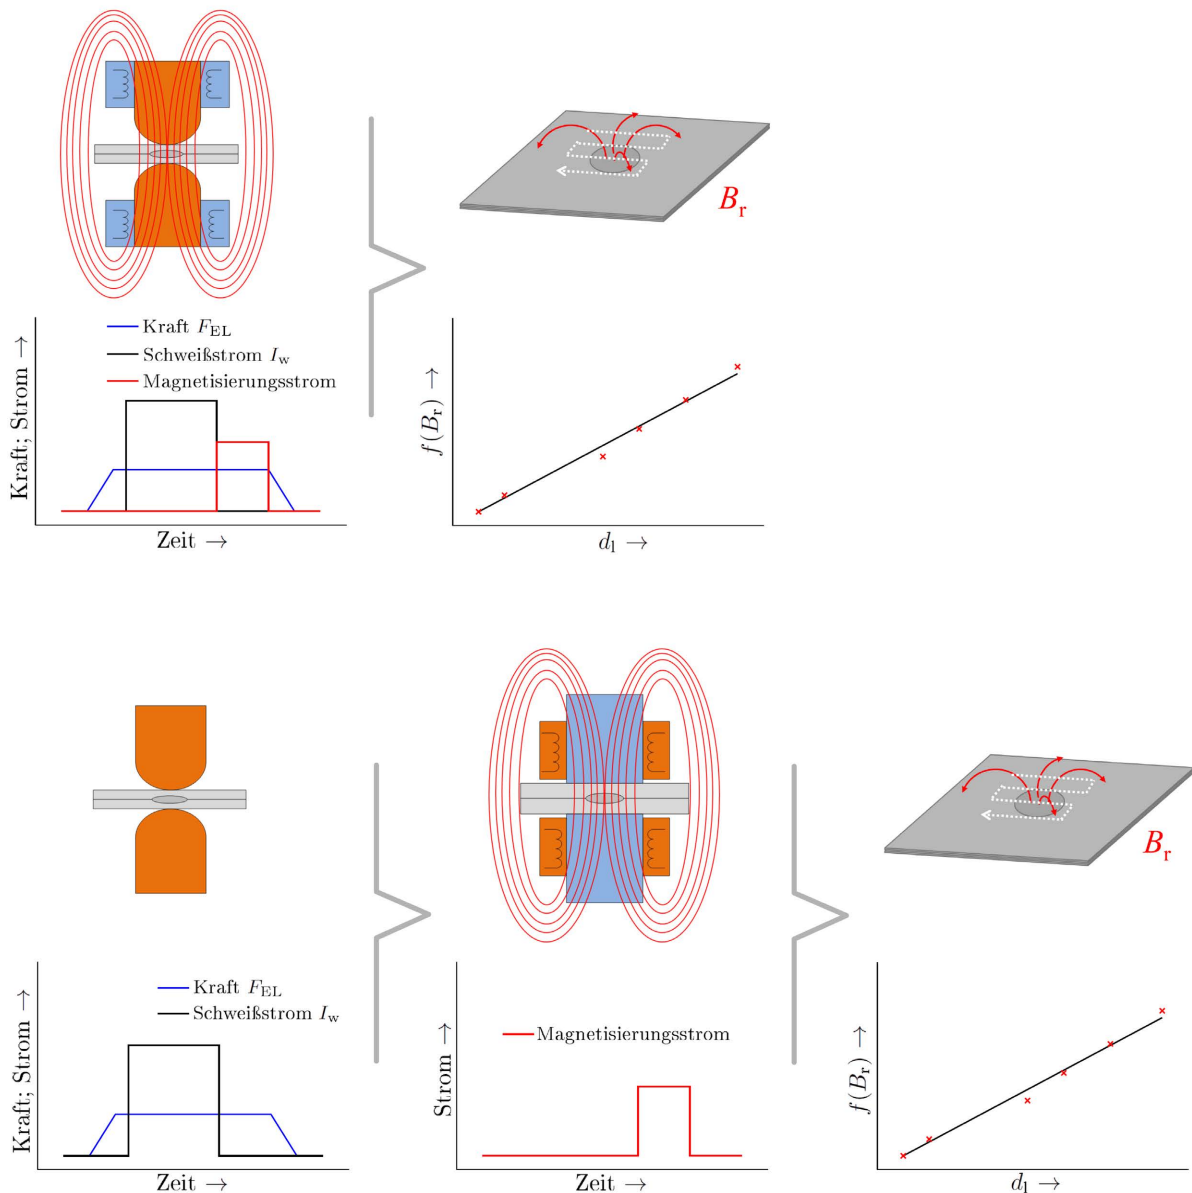 B_r
Kraft F_EL
Schweißstrom I_w
Magnetisierungsstrom
Kraft; Strom →
Zeit →
f(B_r) →
d_l →
B_r
Kraft F_EL
Schweißstrom I_w
Kraft; Strom →
Zeit →
Magnetisierungsstrom
Strom →
Zeit →
f(B_r) →
d_l →